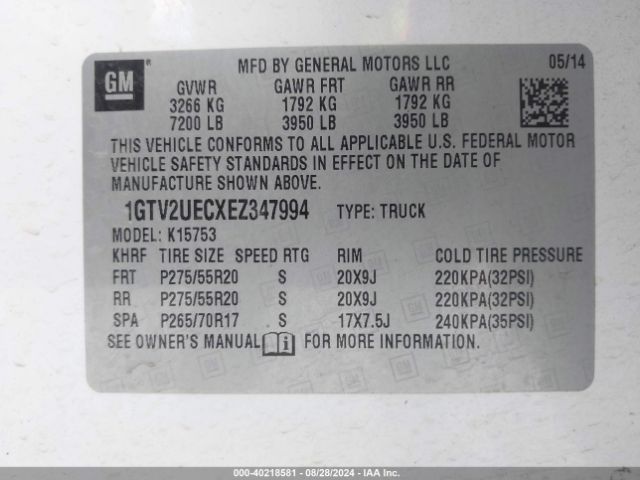 GM
MFD BY GENERAL MOTORS LLC 05/14
GVWR GAWR FRT GAWR RR
3266 KG 1792 KG 1792 KG
7200 LB 3950 LB 3950 LB
THIS VEHICLE CONFORMS TO ALL APPLICABLE U.S. FEDERAL MOTOR
VEHICLE SAFETY STANDARDS IN EFFECT ON THE DATE OF
MANUFACTURE SHOWN ABOVE.
1GTV2UECXEZ347994 TYPE: TRUCK
MODEL: K15753
KHRF TIRE SIZE SPEED RTG RIM COLD TIRE PRESSURE
FRT P275/55R20 S 20X9J 220KPA(32PSI)
RR P275/55R20 S 20X9J 220KPA(32PSI)
SPA P265/70R17 S 17X7.5J 240KPA(35PSI)
SEE OWNER'S MANUAL i FOR MORE INFORMATION.
000-40218581 - 08/28/2024 - IAA Inc.